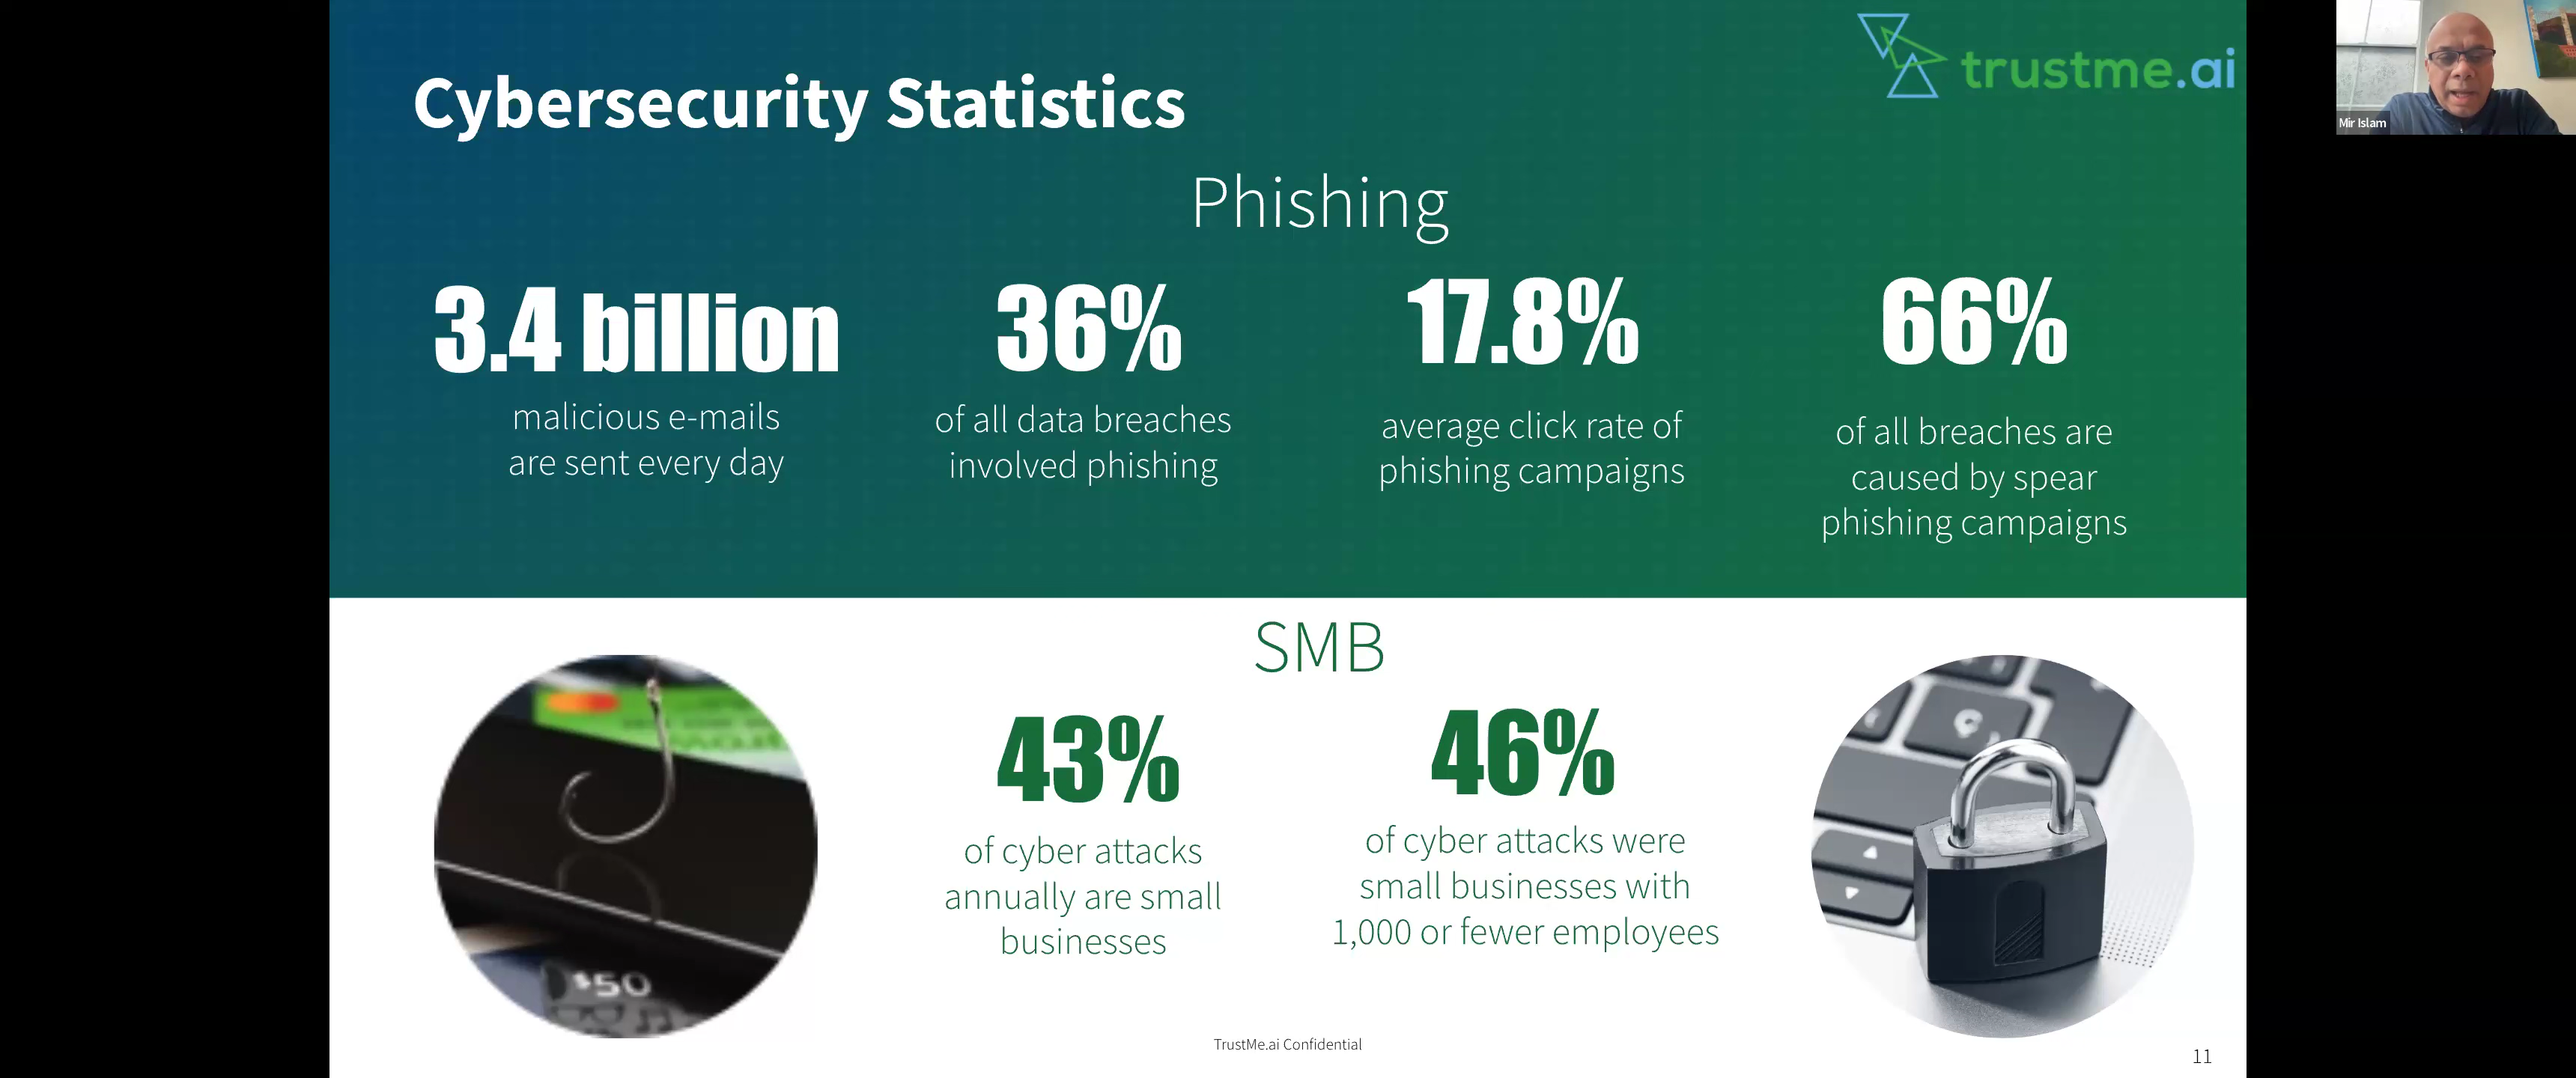 trustme.ai
Cybersecurity Statistics
Mir Islam
Phishing
3.4 billion
malicious e-mails
are sent every day
36%
of all data breaches
involved phishing
17.8%
average click rate of
phishing campaigns
66%
of all breaches are
caused by spear
phishing campaigns
SMB
43%
of cyber attacks
annually are small
businesses
46%
of cyber attacks were
small businesses with
1,000 or fewer employees
$50
TrustMe.ai Confidential
11